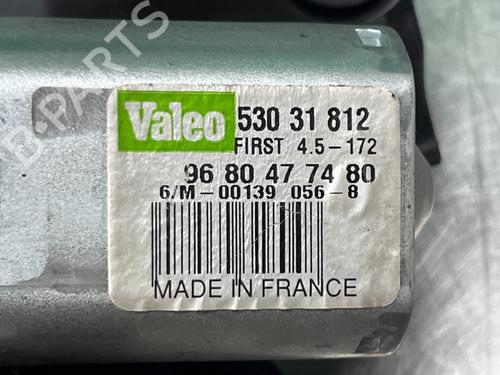 B-PARTS
Valeo 530 31 812
FIRST 4.5-172
96 80 47 74 80
6/M-00139 056-8
MADE IN FRANCE